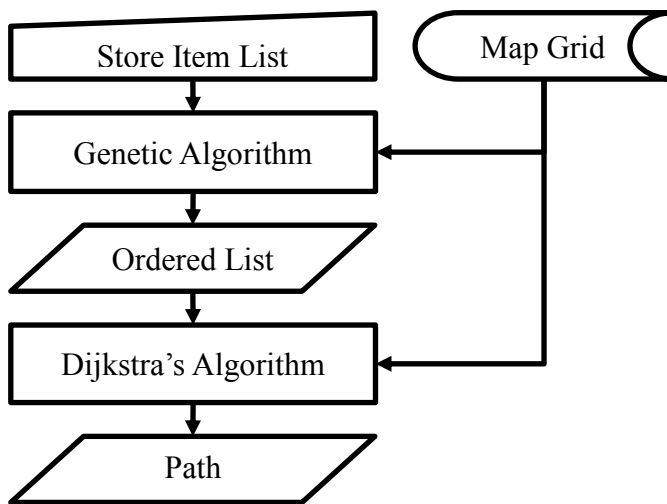 Store Item List
Map Grid
Genetic Algorithm
Ordered List
Dijkstra’s Algorithm
Path